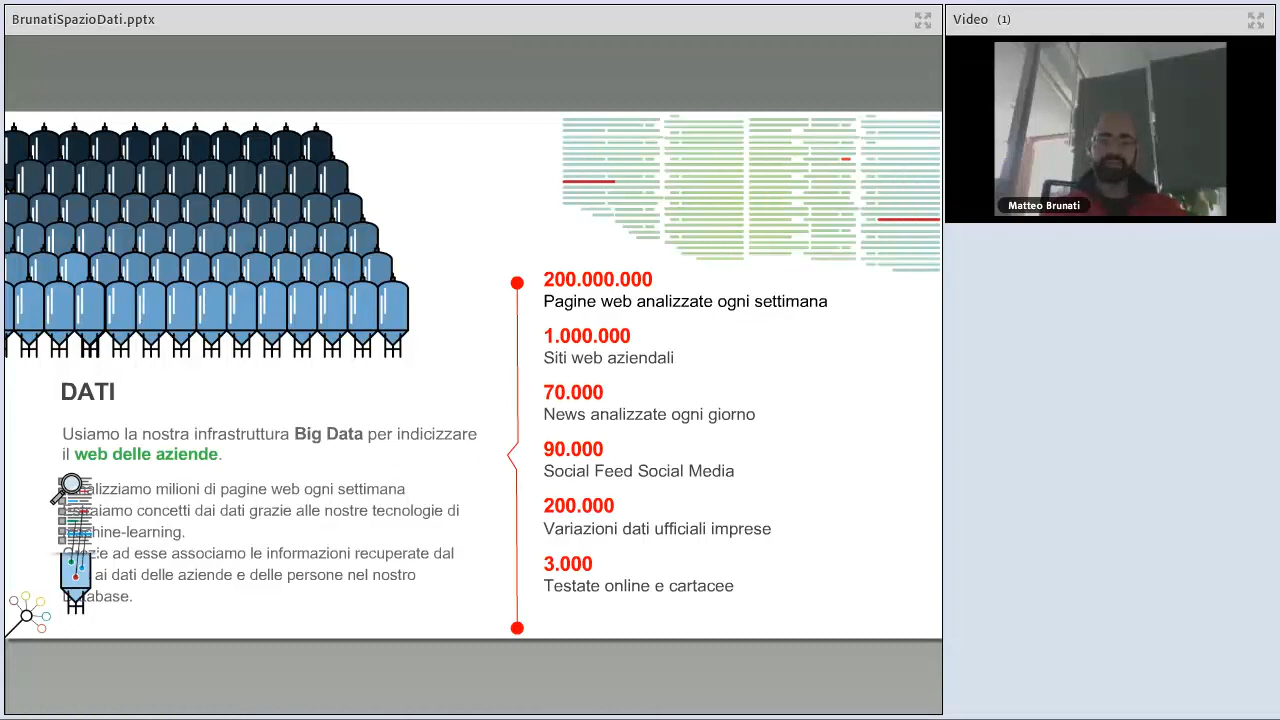 BrunatiSpazioDati.pptx
Video (1)
Matteo Brunati
200.000.000
Pagine web analizzate ogni settimana
1.000.000
Siti web aziendali
70.000
News analizzate ogni giorno
90.000
Social Feed Social Media
200.000
Variazioni dati ufficiali imprese
3.000
Testate online e cartacee
DATI
Usiamo la nostra infrastruttura Big Data per indicizzare
il web delle aziende.
milioni di pagine web ogni settimana
concetti dai dati grazie alle nostre tecnologie di
ad esse associamo le informazioni recuperate dal
ai dati delle aziende e delle persone nel nostro